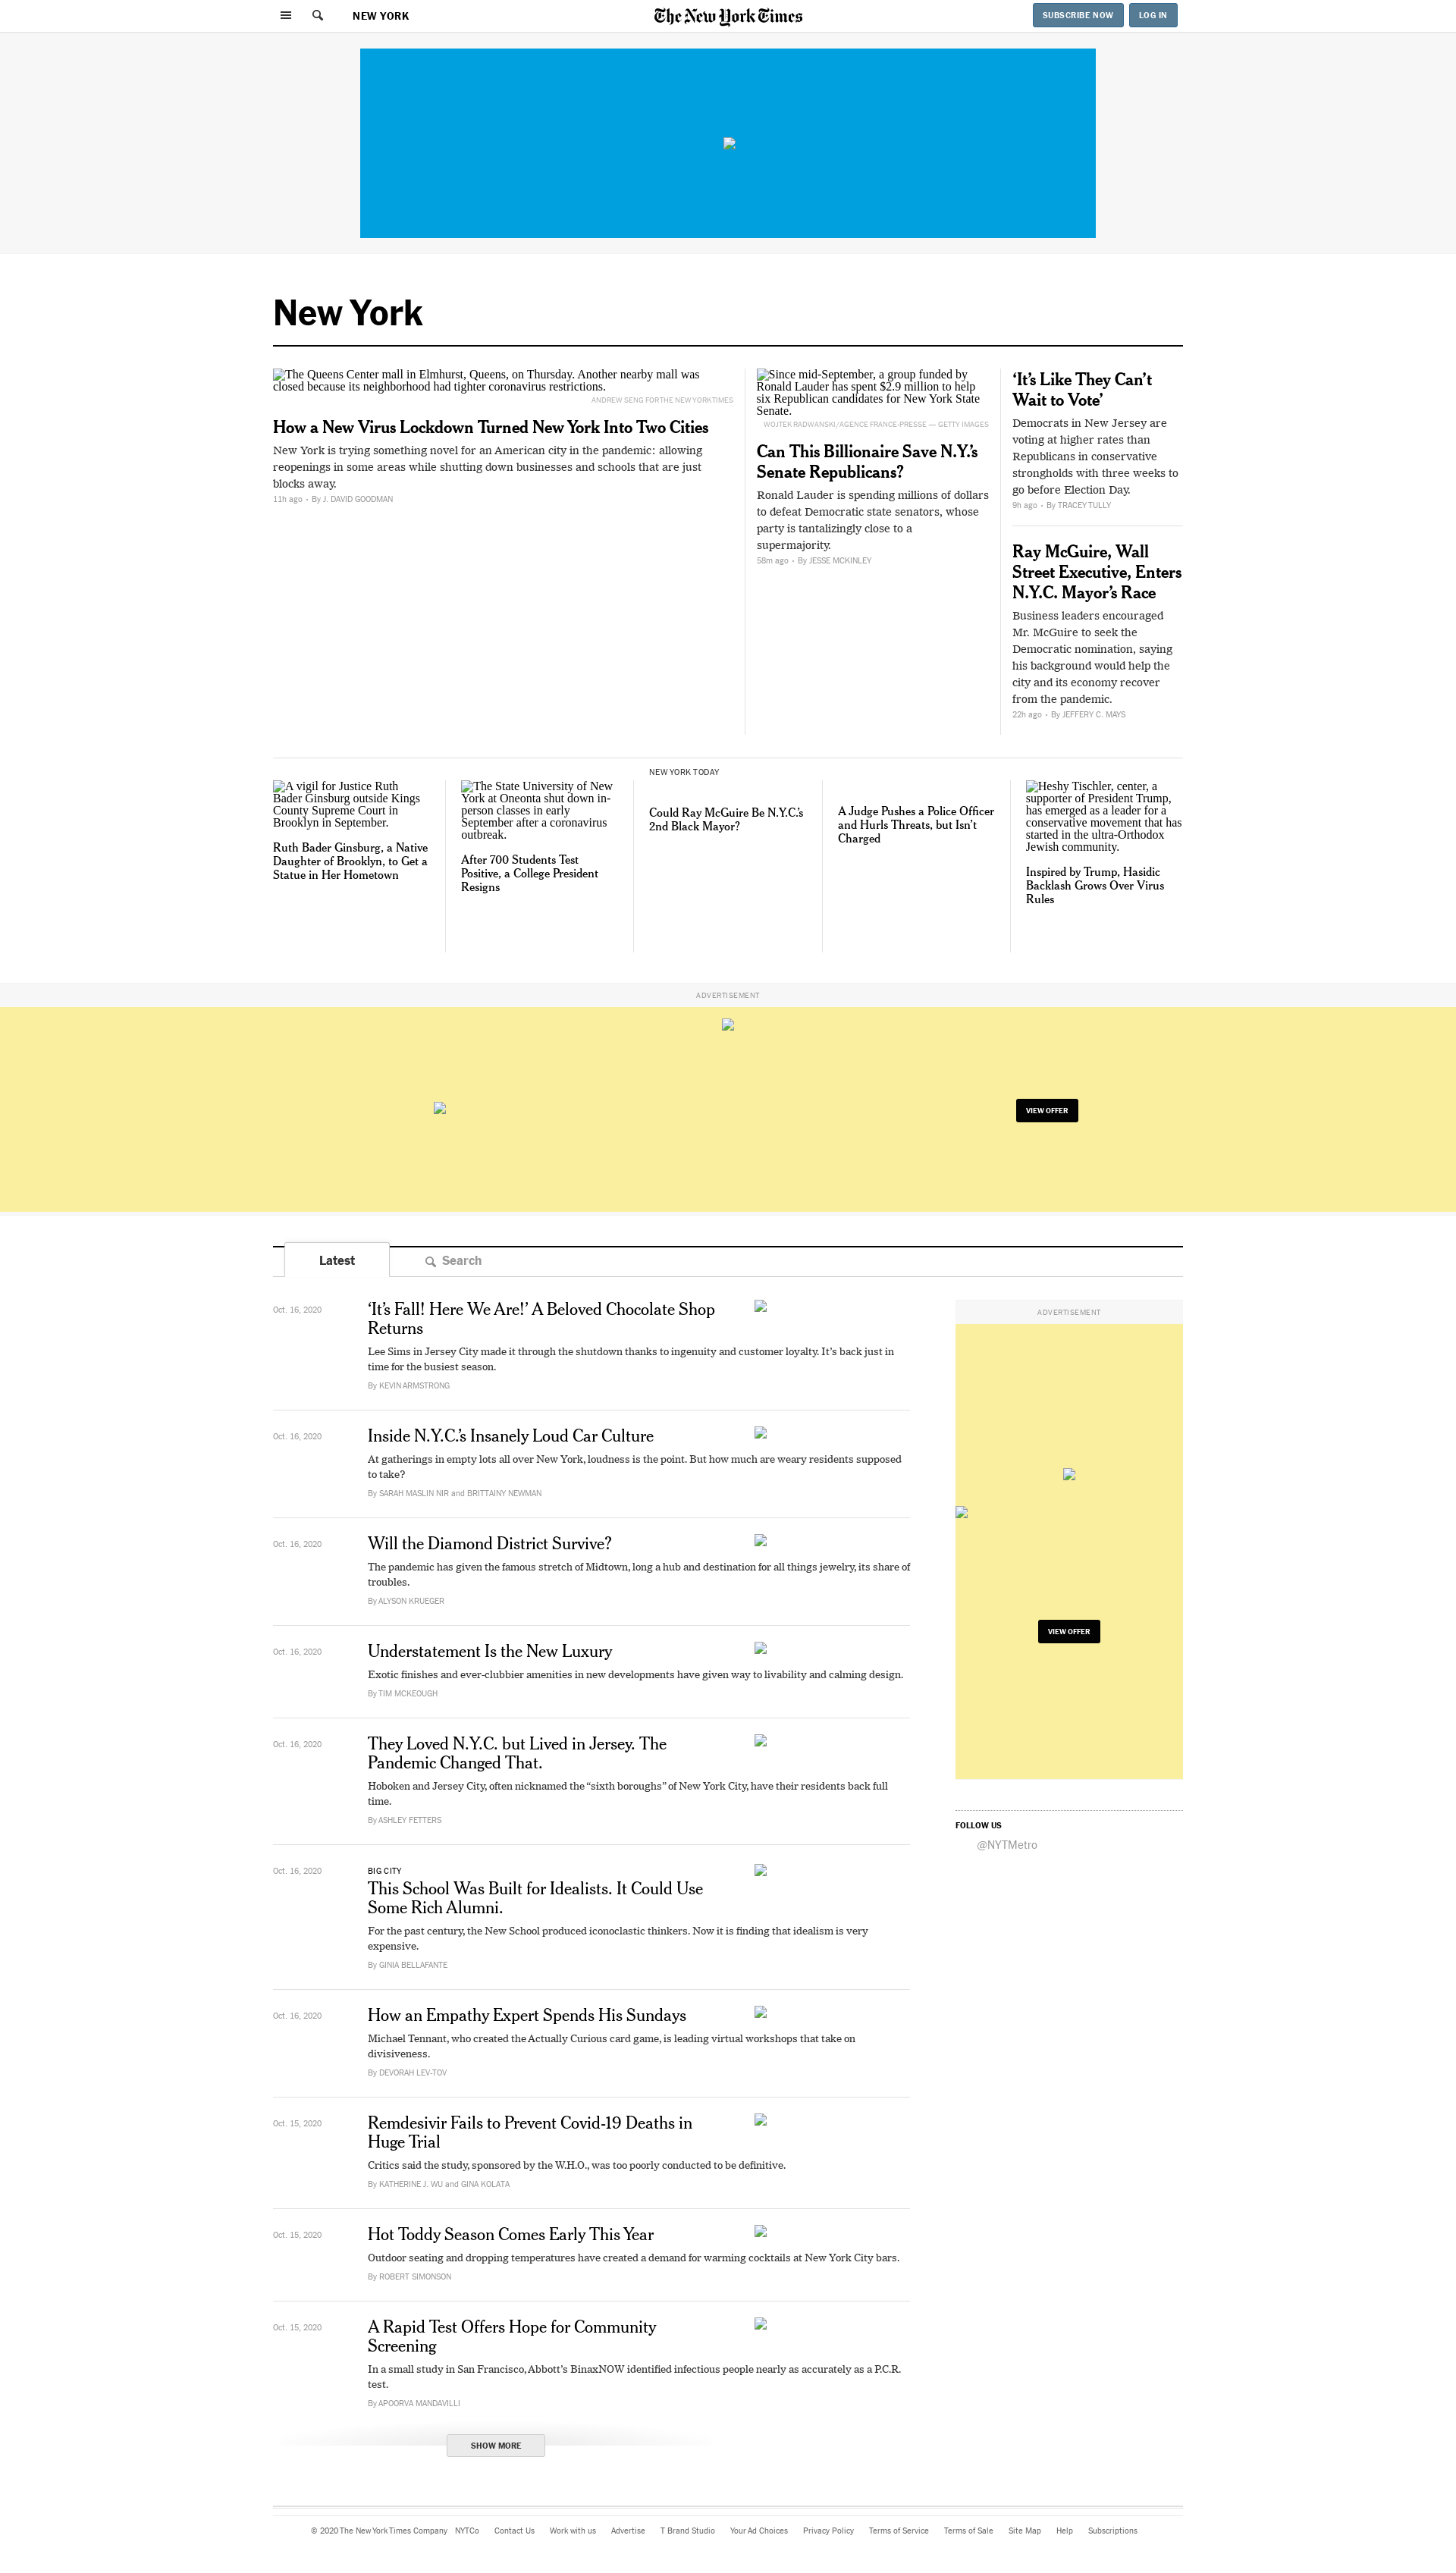 NEW YORK
The New York Times
SUBSCRIBE NOW
LOG IN
New York
The Queens Center mall in Elmhurst, Queens, on Thursday. Another nearby mall was
closed because its neighborhood had tighter coronavirus restrictions.
ANDREW SENG FOR THE NEW YORK TIMES
How a New Virus Lockdown Turned New York Into Two Cities
New York is trying something novel for an American city in the pandemic: allowing
reopenings in some areas while shutting down businesses and schools that are just
blocks away.
11h ago • By J. DAVID GOODMAN
Since mid-September, a group funded by
Ronald Lauder has spent $2.9 million to help
six Republican candidates for New York State
Senate.
WOJTEK RADWANSKI/AGENCE FRANCE-PRESSE — GETTY IMAGES
Can This Billionaire Save N.Y.’s
Senate Republicans?
Ronald Lauder is spending millions of dollars
to defeat Democratic state senators, whose
party is tantalizingly close to a
supermajority.
58m ago • By JESSE MCKINLEY
‘It’s Like They Can’t
Wait to Vote’
Democrats in New Jersey are
voting at higher rates than
Republicans in conservative
strongholds with three weeks to
go before Election Day.
9h ago • By TRACEY TULLY
Ray McGuire, Wall
Street Executive, Enters
N.Y.C. Mayor’s Race
Business leaders encouraged
Mr. McGuire to seek the
Democratic nomination, saying
his background would help the
city and its economy recover
from the pandemic.
22h ago • By JEFFERY C. MAYS
A vigil for Justice Ruth
Bader Ginsburg outside Kings
County Supreme Court in
Brooklyn in September.
Ruth Bader Ginsburg, a Native
Daughter of Brooklyn, to Get a
Statue in Her Hometown
The State University of New
York at Oneonta shut down in-
person classes in early
September after a coronavirus
outbreak.
After 700 Students Test
Positive, a College President
Resigns
NEW YORK TODAY
Could Ray McGuire Be N.Y.C.’s
2nd Black Mayor?
A Judge Pushes a Police Officer
and Hurls Threats, but Isn’t
Charged
Heshy Tischler, center, a
supporter of President Trump,
has emerged as a leader for a
conservative movement that has
started in the ultra-Orthodox
Jewish community.
Inspired by Trump, Hasidic
Backlash Grows Over Virus
Rules
ADVERTISEMENT
VIEW OFFER
Latest
Search
Oct. 16, 2020
‘It’s Fall! Here We Are!’ A Beloved Chocolate Shop
Returns
Lee Sims in Jersey City made it through the shutdown thanks to ingenuity and customer loyalty. It’s back just in
time for the busiest season.
By KEVIN ARMSTRONG
Oct. 16, 2020
Inside N.Y.C.’s Insanely Loud Car Culture
At gatherings in empty lots all over New York, loudness is the point. But how much are weary residents supposed
to take?
By SARAH MASLIN NIR and BRITTAINY NEWMAN
Oct. 16, 2020
Will the Diamond District Survive?
The pandemic has given the famous stretch of Midtown, long a hub and destination for all things jewelry, its share of
troubles.
By ALYSON KRUEGER
Oct. 16, 2020
Understatement Is the New Luxury
Exotic finishes and ever-clubbier amenities in new developments have given way to livability and calming design.
By TIM MCKEOUGH
Oct. 16, 2020
They Loved N.Y.C. but Lived in Jersey. The
Pandemic Changed That.
Hoboken and Jersey City, often nicknamed the “sixth boroughs” of New York City, have their residents back full
time.
By ASHLEY FETTERS
Oct. 16, 2020
BIG CITY
This School Was Built for Idealists. It Could Use
Some Rich Alumni.
For the past century, the New School produced iconoclastic thinkers. Now it is finding that idealism is very
expensive.
By GINIA BELLAFANTE
Oct. 16, 2020
How an Empathy Expert Spends His Sundays
Michael Tennant, who created the Actually Curious card game, is leading virtual workshops that take on
divisiveness.
By DEVORAH LEV-TOV
Oct. 15, 2020
Remdesivir Fails to Prevent Covid-19 Deaths in
Huge Trial
Critics said the study, sponsored by the W.H.O., was too poorly conducted to be definitive.
By KATHERINE J. WU and GINA KOLATA
Oct. 15, 2020
Hot Toddy Season Comes Early This Year
Outdoor seating and dropping temperatures have created a demand for warming cocktails at New York City bars.
By ROBERT SIMONSON
Oct. 15, 2020
A Rapid Test Offers Hope for Community
Screening
In a small study in San Francisco, Abbott’s BinaxNOW identified infectious people nearly as accurately as a P.C.R.
test.
By APOORVA MANDAVILLI
SHOW MORE
ADVERTISEMENT
VIEW OFFER
FOLLOW US
@NYTMetro
© 2020 The New York Times Company NYTCo Contact Us Work with us Advertise T Brand Studio Your Ad Choices Privacy Policy Terms of Service Terms of Sale Site Map Help Subscriptions